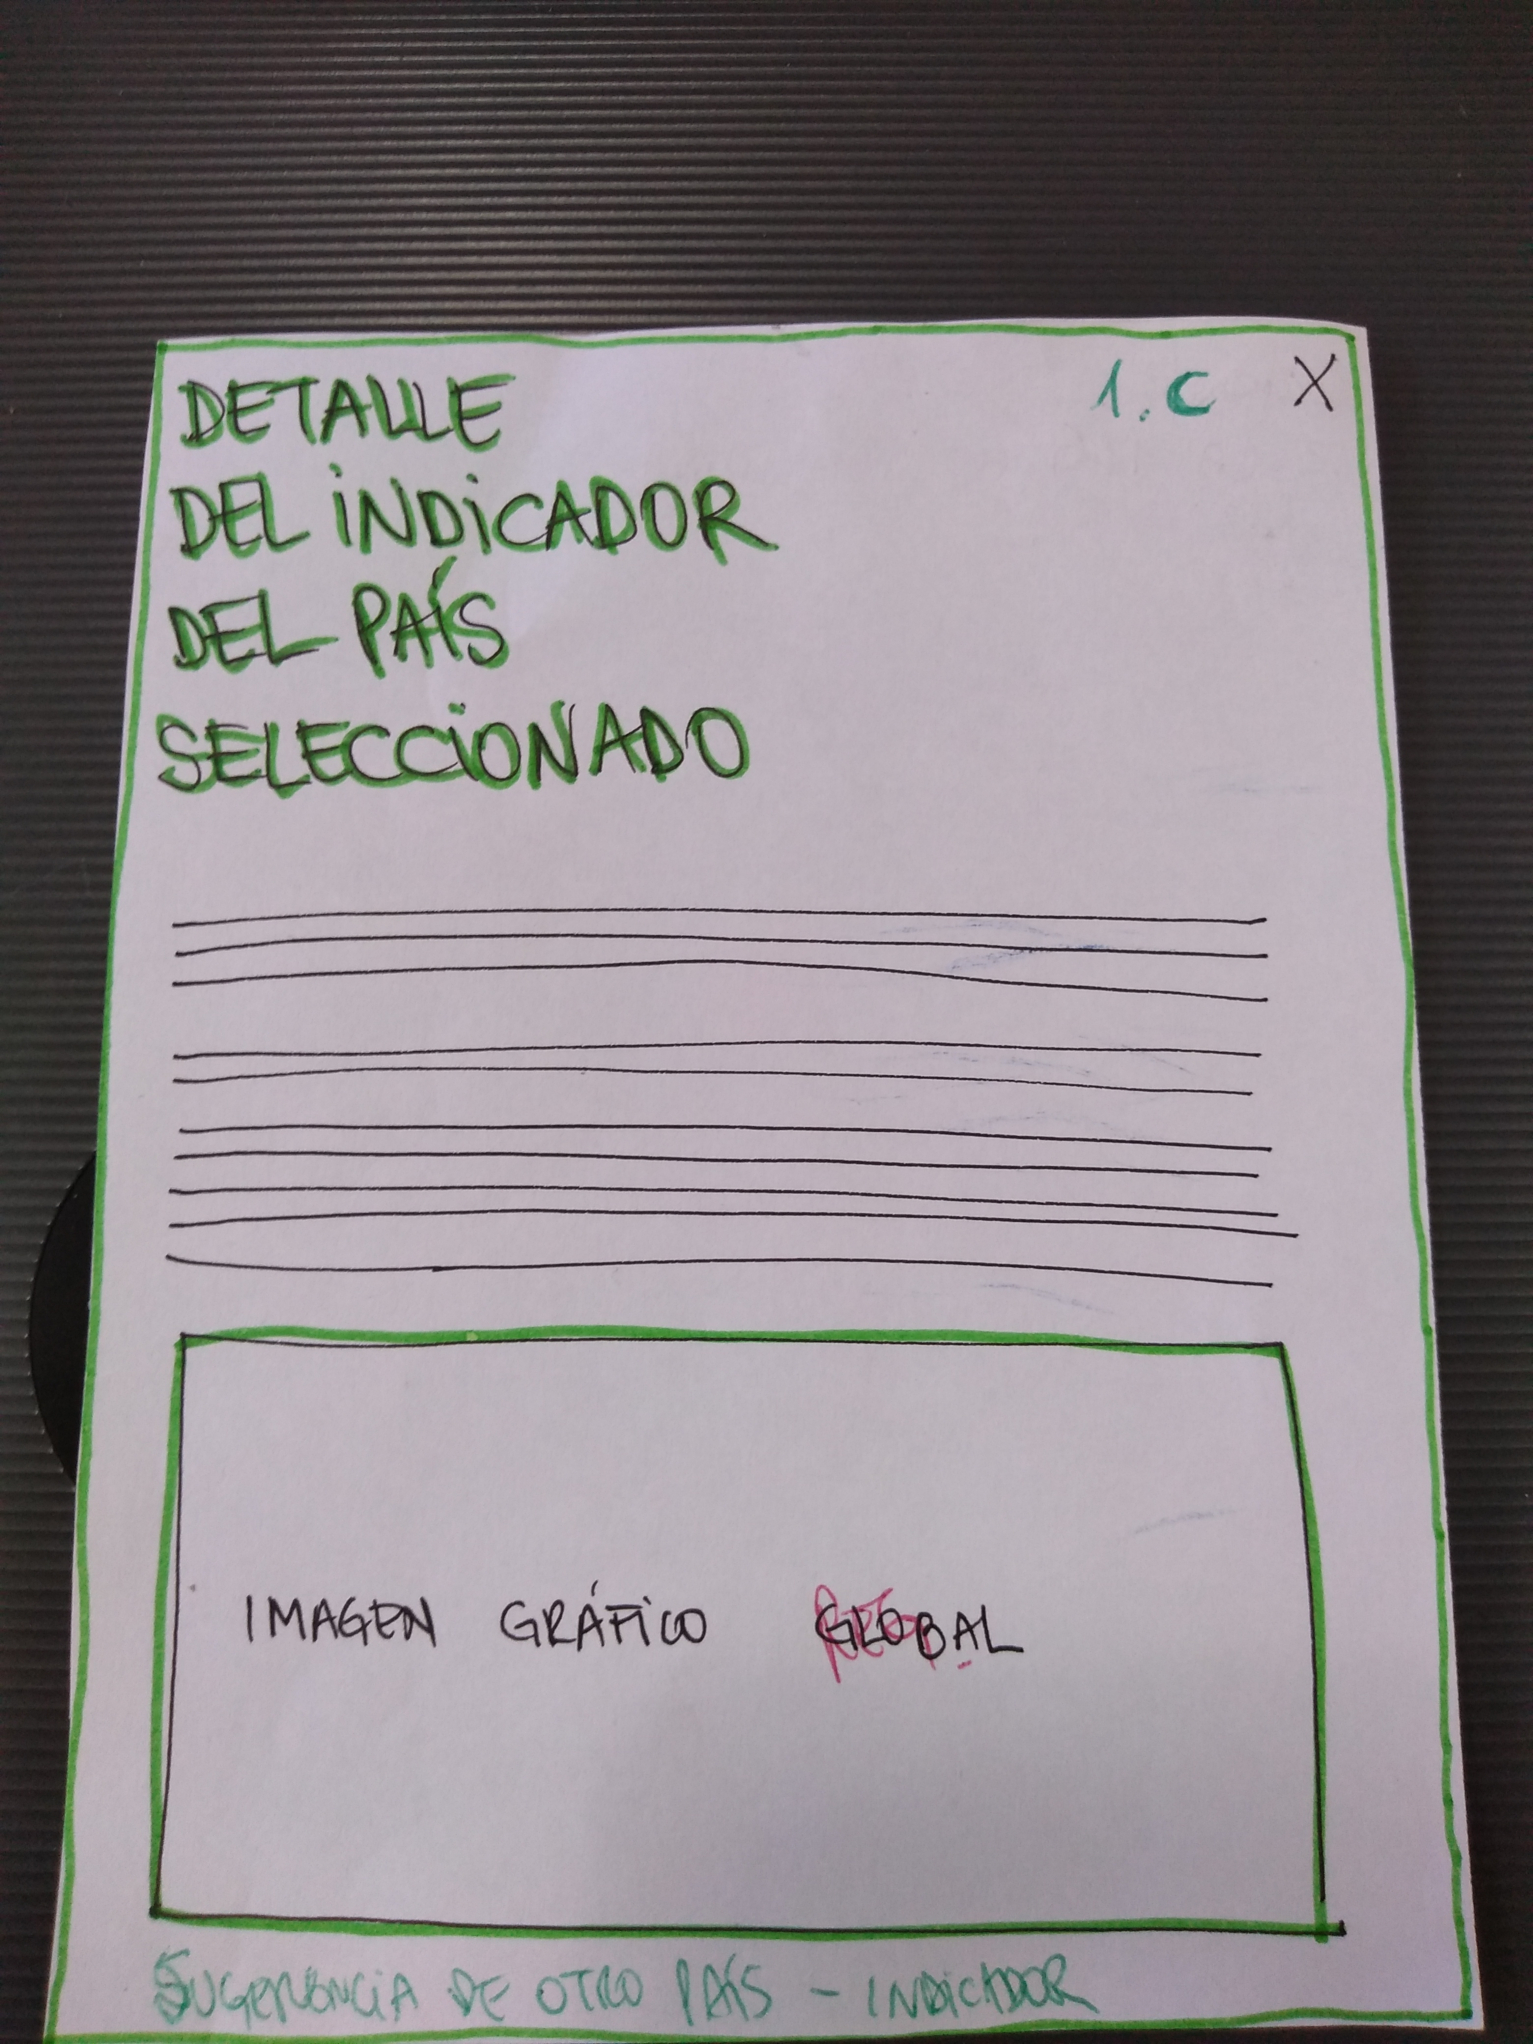 DETALLE
1.C X
DEL INDICADOR
DEL PAÍS
SELECCIONADO
IMAGEN GRÁFICO GLOBAL
SUGERENCIA DE OTRO PAÍS - INDICADOR